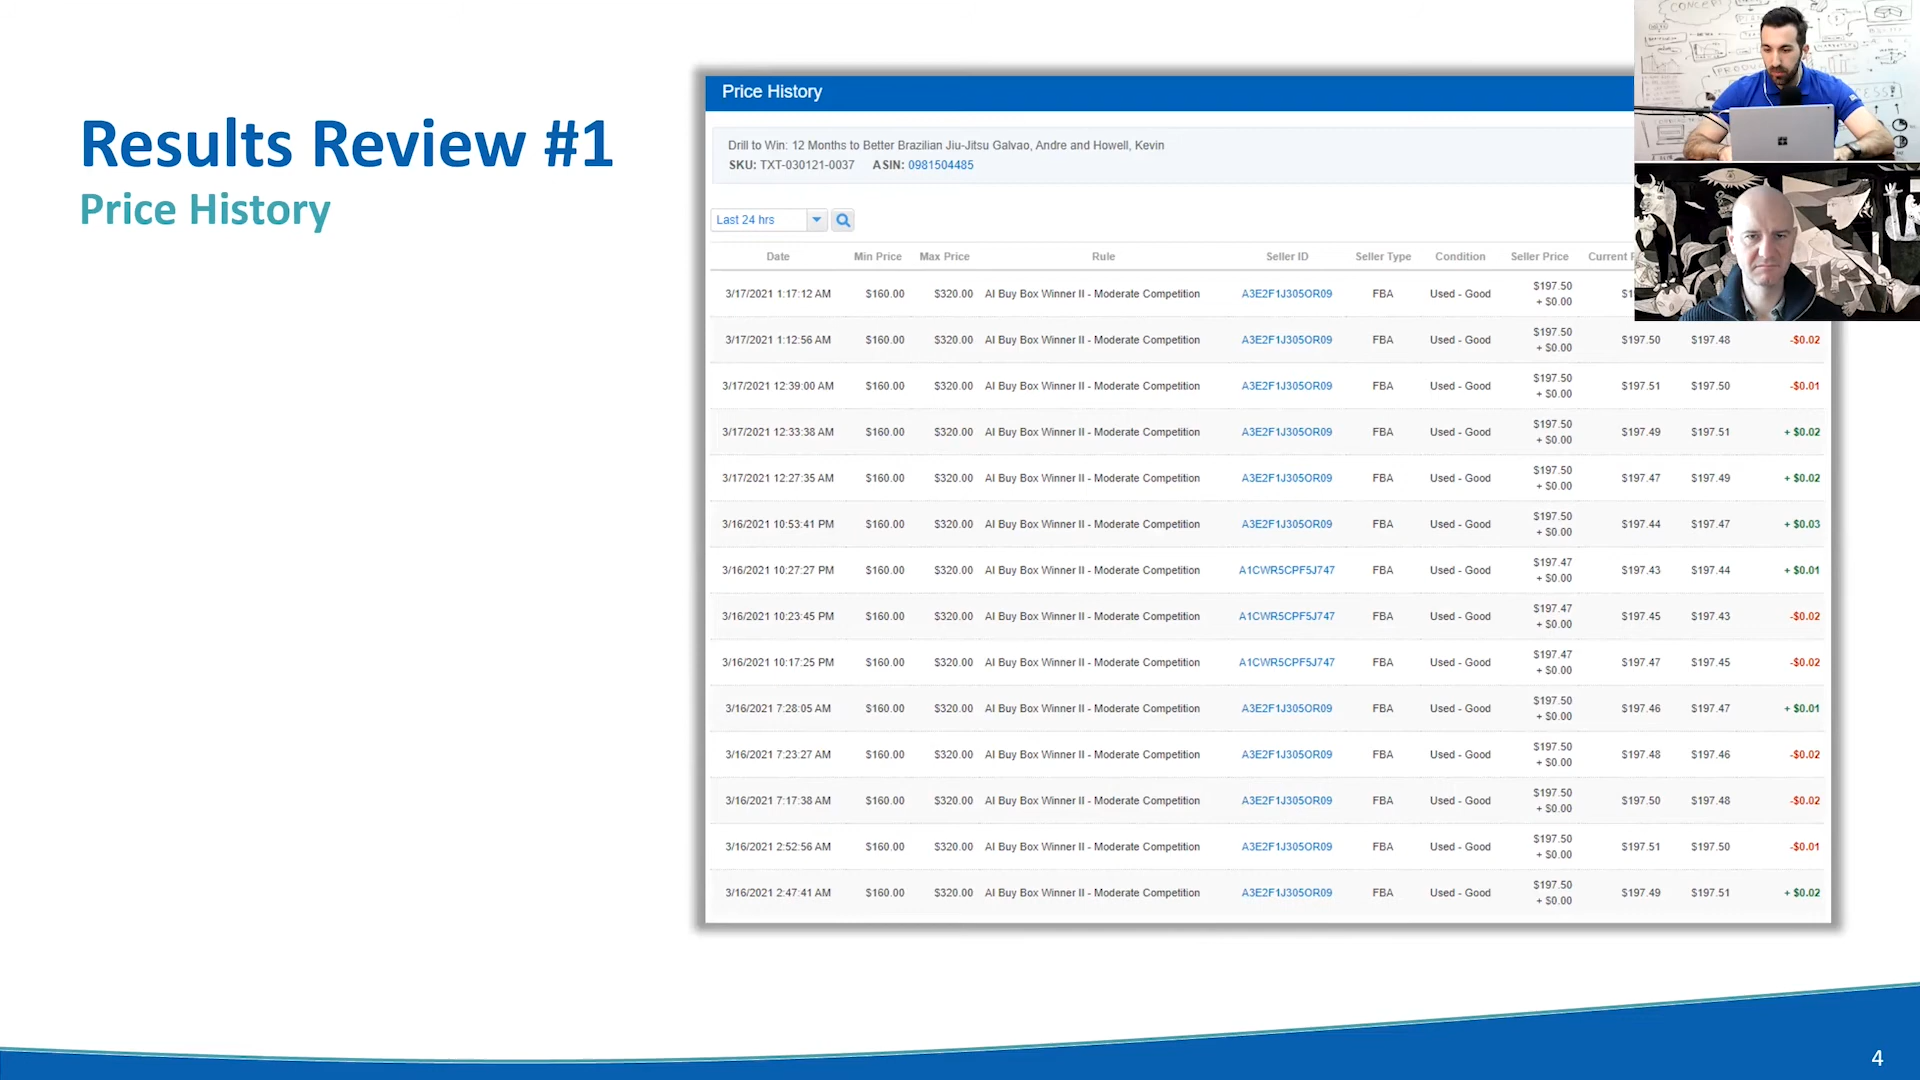 Results Review #1
Price History
Price History
Drill to Win: 12 Months to Better Brazilian Jiu-Jitsu Galvao, Andre and Howell, Kevin
SKU: TXT-030121-0037 ASIN: 0981504485
Last 24 hrs
Date Min Price Max Price Rule Seller ID Seller Type Condition Seller Price Current
3/17/2021 1:17:12 AM $160.00 $320.00 AI Buy Box Winner II - Moderate Competition A3E2F1J305OR09 FBA Used - Good $197.50 + $0.00
3/17/2021 1:12:56 AM $160.00 $320.00 AI Buy Box Winner II - Moderate Competition A3E2F1J305OR09 FBA Used - Good $197.50 + $0.00 $197.50 $197.48 -$0.02
3/17/2021 12:39:00 AM $160.00 $320.00 AI Buy Box Winner II - Moderate Competition A3E2F1J305OR09 FBA Used - Good $197.50 + $0.00 $197.51 $197.50 -$0.01
3/17/2021 12:33:38 AM $160.00 $320.00 AI Buy Box Winner II - Moderate Competition A3E2F1J305OR09 FBA Used - Good $197.50 + $0.00 $197.49 $197.51 + $0.02
3/17/2021 12:27:35 AM $160.00 $320.00 AI Buy Box Winner II - Moderate Competition A3E2F1J305OR09 FBA Used - Good $197.50 + $0.00 $197.47 $197.49 + $0.02
3/16/2021 10:53:41 PM $160.00 $320.00 AI Buy Box Winner II - Moderate Competition A3E2F1J305OR09 FBA Used - Good $197.50 + $0.00 $197.44 $197.47 + $0.03
3/16/2021 10:27:27 PM $160.00 $320.00 AI Buy Box Winner II - Moderate Competition A1CWR5CPF5J747 FBA Used - Good $197.47 + $0.00 $197.43 $197.44 + $0.01
3/16/2021 10:23:45 PM $160.00 $320.00 AI Buy Box Winner II - Moderate Competition A1CWR5CPF5J747 FBA Used - Good $197.47 + $0.00 $197.45 $197.43 -$0.02
3/16/2021 10:17:25 PM $160.00 $320.00 AI Buy Box Winner II - Moderate Competition A1CWR5CPF5J747 FBA Used - Good $197.47 + $0.00 $197.47 $197.45 -$0.02
3/16/2021 7:28:05 AM $160.00 $320.00 AI Buy Box Winner II - Moderate Competition A3E2F1J305OR09 FBA Used - Good $197.50 + $0.00 $197.46 $197.47 + $0.01
3/16/2021 7:23:27 AM $160.00 $320.00 AI Buy Box Winner II - Moderate Competition A3E2F1J305OR09 FBA Used - Good $197.50 + $0.00 $197.48 $197.46 -$0.02
3/16/2021 7:17:38 AM $160.00 $320.00 AI Buy Box Winner II - Moderate Competition A3E2F1J305OR09 FBA Used - Good $197.50 + $0.00 $197.50 $197.48 -$0.02
3/16/2021 2:52:56 AM $160.00 $320.00 AI Buy Box Winner II - Moderate Competition A3E2F1J305OR09 FBA Used - Good $197.50 + $0.00 $197.51 $197.50 -$0.01
3/16/2021 2:47:41 AM $160.00 $320.00 AI Buy Box Winner II - Moderate Competition A3E2F1J305OR09 FBA Used - Good $197.50 + $0.00 $197.49 $197.51 + $0.02
4